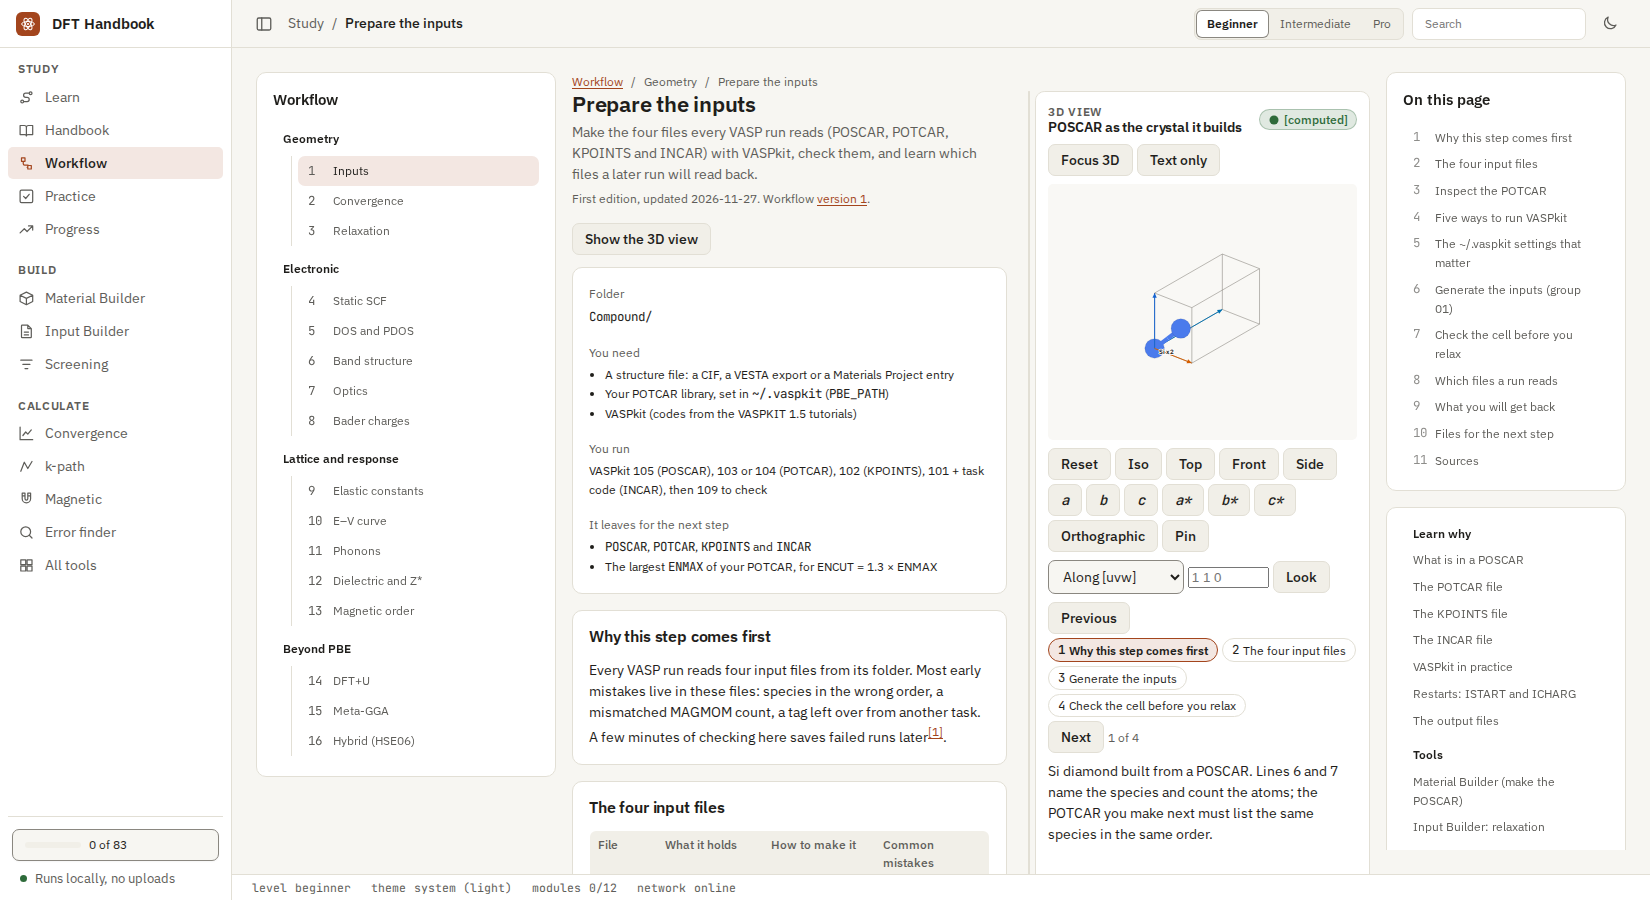 DFT Handbook
Study / Prepare the inputs
Beginner Intermediate Pro
Search
STUDY
Learn
Handbook
Workflow
Practice
Progress
BUILD
Material Builder
Input Builder
Screening
CALCULATE
Convergence
k-path
Magnetic
Error finder
All tools
0 of 83
Runs locally, no uploads
Workflow
Geometry
1 Inputs
2 Convergence
3 Relaxation
Electronic
4 Static SCF
5 DOS and PDOS
6 Band structure
7 Optics
8 Bader charges
Lattice and response
9 Elastic constants
10 E–V curve
11 Phonons
12 Dielectric and Z*
13 Magnetic order
Beyond PBE
14 DFT+U
15 Meta-GGA
16 Hybrid (HSE06)
Workflow / Geometry / Prepare the inputs
Prepare the inputs
Make the four files every VASP run reads (POSCAR, POTCAR,
KPOINTS and INCAR) with VASPkit, check them, and learn which
files a later run will read back.
First edition, updated 2026-11-27. Workflow version 1.
Show the 3D view
Folder
Compound/
You need
• A structure file: a CIF, a VESTA export or a Materials Project entry
• Your POTCAR library, set in ~/.vaspkit (PBE_PATH)
• VASPkit (codes from the VASPKIT 1.5 tutorials)
You run
VASPkit 105 (POSCAR), 103 or 104 (POTCAR), 102 (KPOINTS), 101 + task
code (INCAR), then 109 to check
It leaves for the next step
• POSCAR, POTCAR, KPOINTS and INCAR
• The largest ENMAX of your POTCAR, for ENCUT = 1.3 × ENMAX
Why this step comes first
Every VASP run reads four input files from its folder. Most early
mistakes live in these files: species in the wrong order, a
mismatched MAGMOM count, a tag left over from another task.
A few minutes of checking here saves failed runs later[1].
The four input files
File What it holds How to make it Common
mistakes
3D VIEW
POSCAR as the crystal it builds
[computed]
Focus 3D Text only
Si x2
Reset Iso Top Front Side
a b c a* b* c*
Orthographic Pin
Along [uvw] 1 1 0 Look
Previous
1 Why this step comes first 2 The four input files
3 Generate the inputs
4 Check the cell before you relax
Next 1 of 4
Si diamond built from a POSCAR. Lines 6 and 7
name the species and count the atoms; the
POTCAR you make next must list the same
species in the same order.
On this page
1 Why this step comes first
2 The four input files
3 Inspect the POTCAR
4 Five ways to run VASPkit
5 The ~/.vaspkit settings that
matter
6 Generate the inputs (group
01)
7 Check the cell before you
relax
8 Which files a run reads
9 What you will get back
10 Files for the next step
11 Sources
Learn why
What is in a POSCAR
The POTCAR file
The KPOINTS file
The INCAR file
VASPkit in practice
Restarts: ISTART and ICHARG
The output files
Tools
Material Builder (make the
POSCAR)
Input Builder: relaxation
level beginner theme system (light) modules 0/12 network online